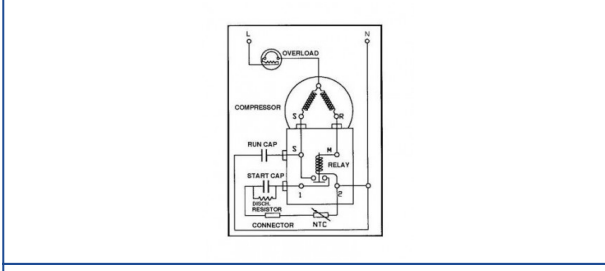 L N
OVERLOAD
COMPRESSOR
S R
RUN CAP
S M
RELAY
START CAP
1 2
DISCH.
RESISTOR
CONNECTOR NTC